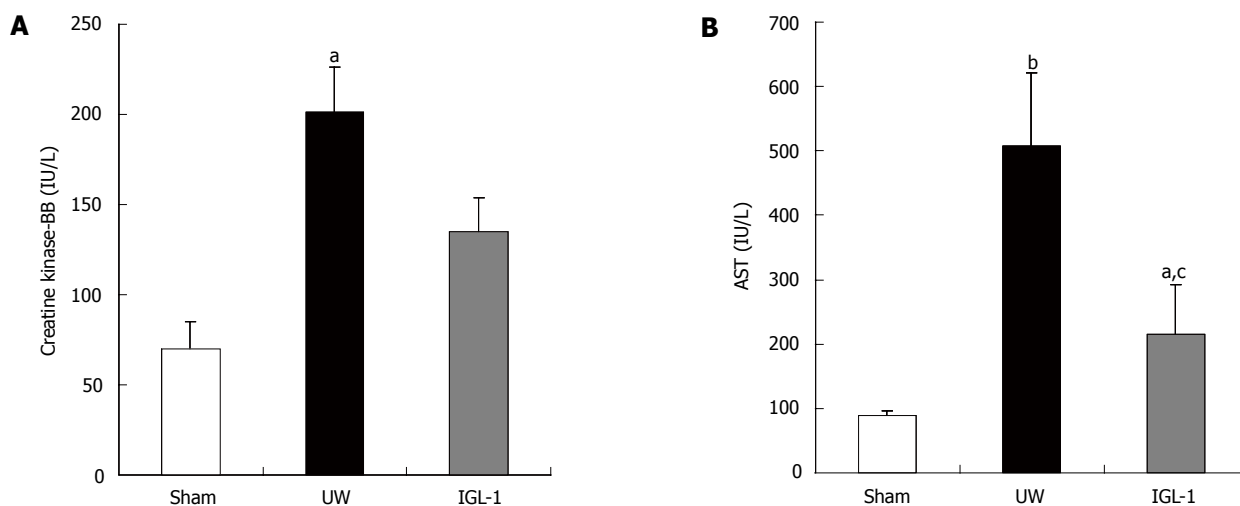 A
250
200
150
100
50
0
Creatine kinase-BB (IU/L)
a
Sham UW IGL-1
B
700
600
500
400
300
200
100
0
AST (IU/L)
b
a,c
Sham UW IGL-1